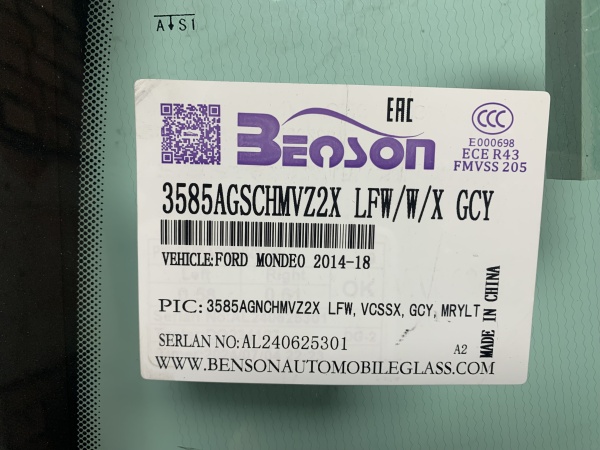 A↓S1
EAC
BENSON
CCC
E000698
ECE R43
FMVSS 205
3585AGSCHMVZ2X LFW/W/X GCY
VEHICLE:FORD MONDEO 2014-18
PIC: 3585AGNCHMVZ2X LFW, VCSSX, GCY, MRYLT
SERLAN NO: AL240625301
A2
MADE IN CHINA
WWW.BENSONAUTOMOBILEGLASS.COM